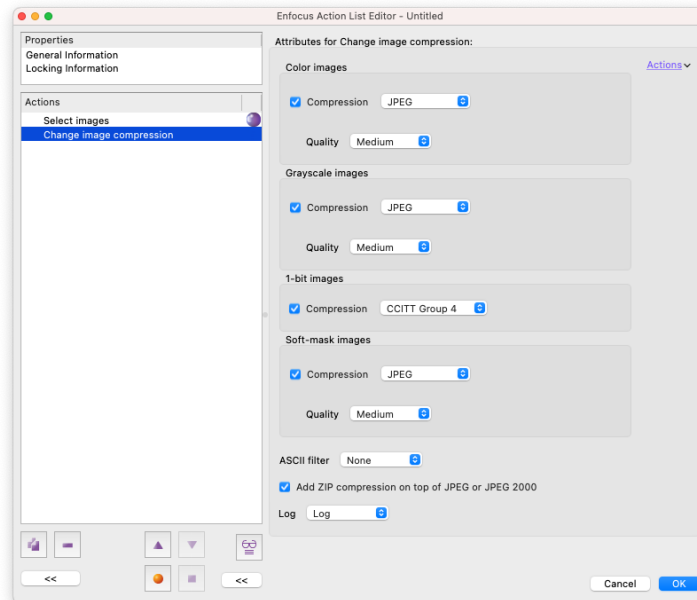 Enfocus Action List Editor - Untitled
Properties
General Information
Locking Information
Actions
Select images
Change image compression
<<
<<
Attributes for Change image compression:
Actions
Color images
Compression JPEG
Quality Medium
Grayscale images
Compression JPEG
Quality Medium
1-bit images
Compression CCITT Group 4
Soft-mask images
Compression JPEG
Quality Medium
ASCII filter None
Add ZIP compression on top of JPEG or JPEG 2000
Log Log
Cancel OK